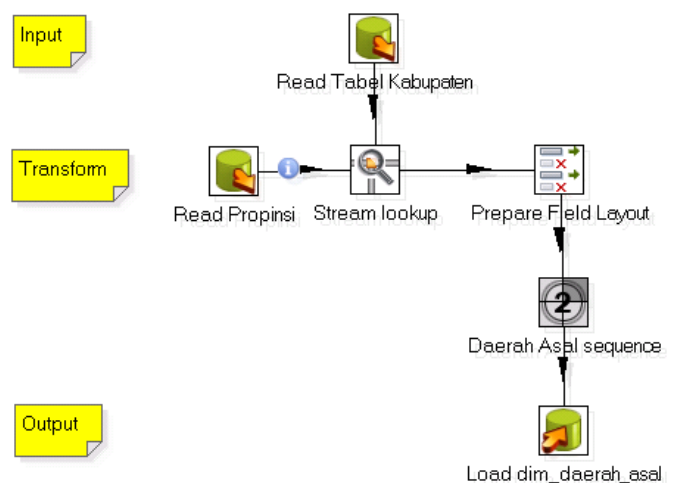 Input
Read Tabel Kabupaten
Transform
i
Read Propinsi
Stream lookup
Prepare Field Layout
2
Daerah Asal sequence
Output
Load dim_daerah_asal